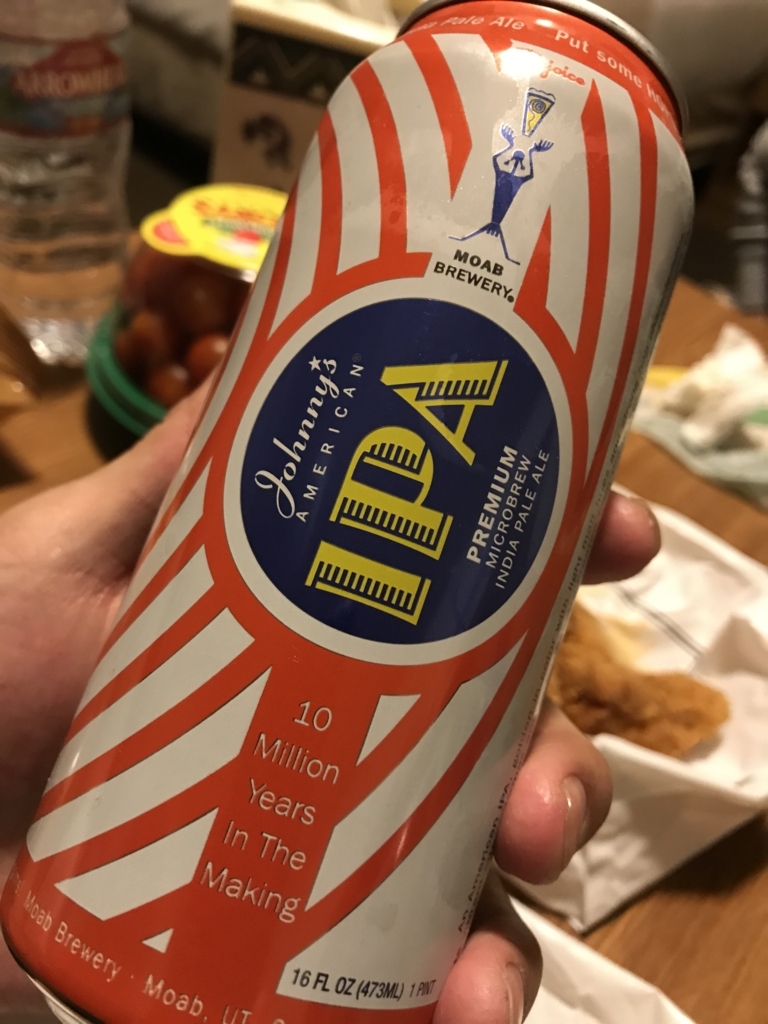 Pale Ale Put some
MOAB
BREWERY
Johnny's
AMERICAN
IPA
PREMIUM
MICROBREW
INDIA PALE ALE
10
Million
Years
In The
Making
Moab Brewery · Moab, UT
16 FL OZ (473ML) 1 PINT
ARROWHEAD